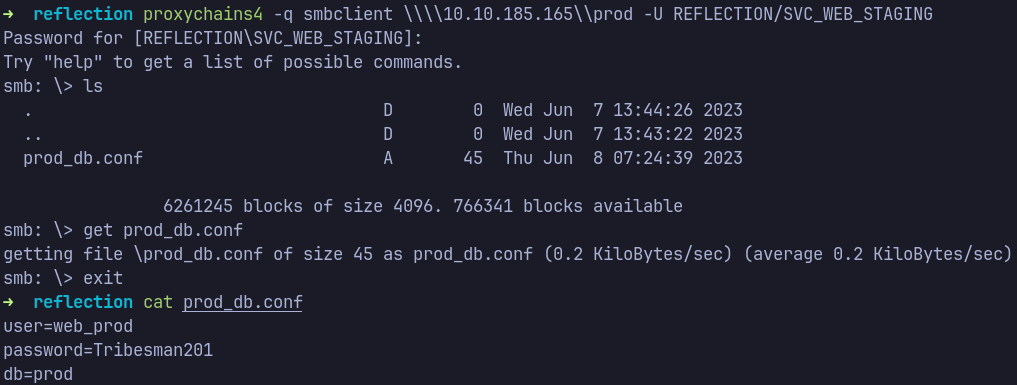 →  reflection proxychains4 -q smbclient \\\\10.10.185.165\\prod -U REFLECTION/SVC_WEB_STAGING
Password for [REFLECTION\SVC_WEB_STAGING]:
Try "help" to get a list of possible commands.
smb: \> ls
  .                                   D        0  Wed Jun  7 13:44:26 2023
  ..                                  D        0  Wed Jun  7 13:43:22 2023
  prod_db.conf                        A       45  Thu Jun  8 07:24:39 2023
                6261245 blocks of size 4096. 766341 blocks available
smb: \> get prod_db.conf
getting file \prod_db.conf of size 45 as prod_db.conf (0.2 KiloBytes/sec) (average 0.2 KiloBytes/sec)
smb: \> exit
→  reflection cat prod_db.conf
user=web_prod
password=Tribesman201
db=prod